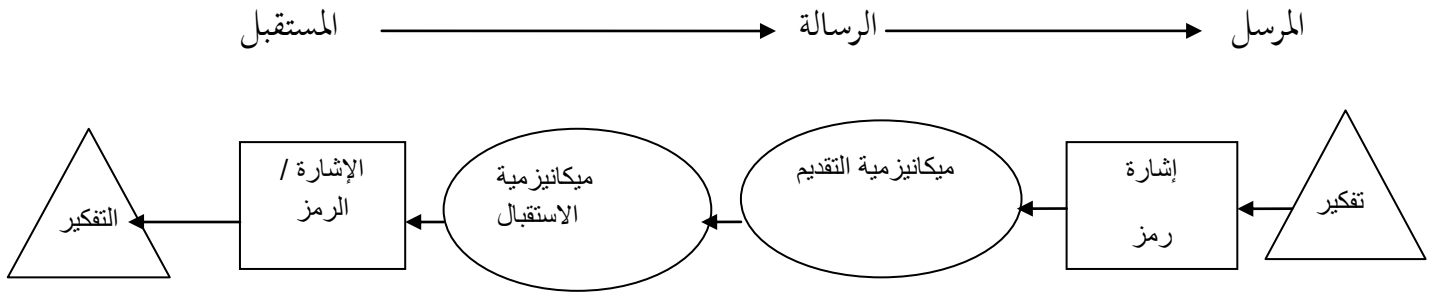 المرسل
الرسالة
المستقبل
تفكير
إشارة
رمز
ميكانيزمية التقديم
ميكانيزمية
الاستقبال
الإشارة /
الرمز
التفكير